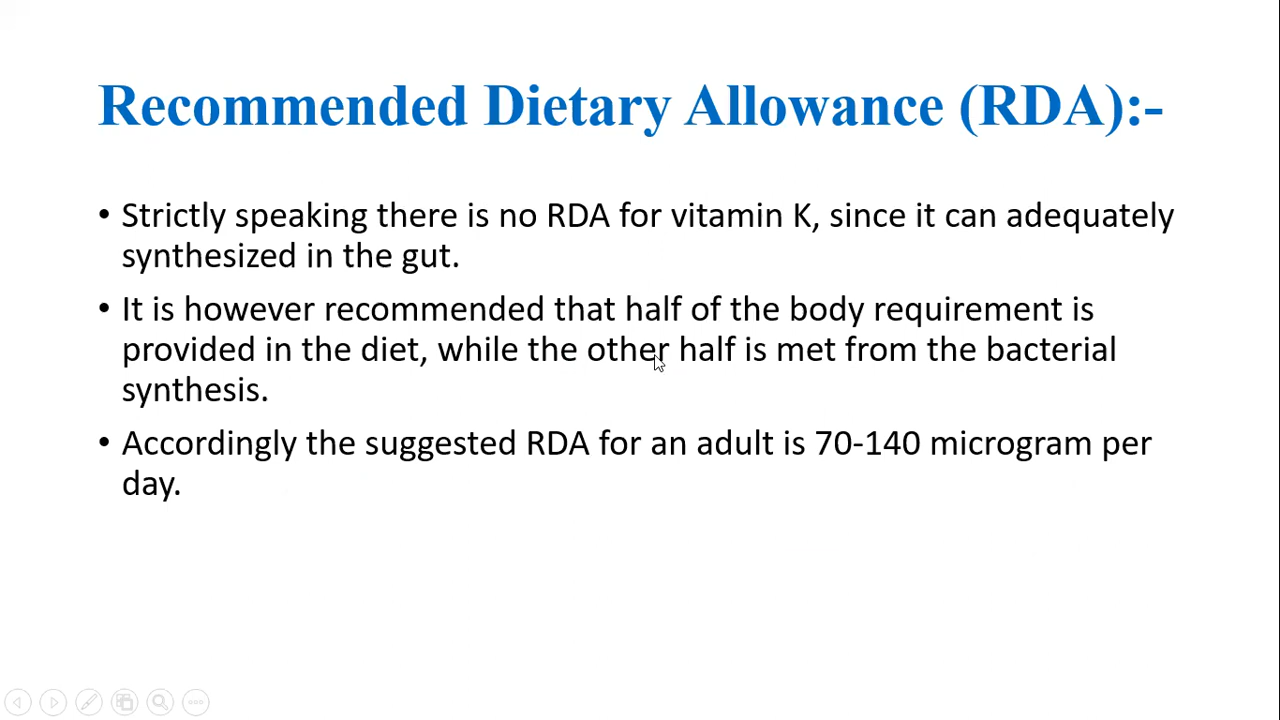 Recommended Dietary Allowance (RDA):-
• Strictly speaking there is no RDA for vitamin K, since it can adequately
synthesized in the gut.
• It is however recommended that half of the body requirement is
provided in the diet, while the other half is met from the bacterial
synthesis.
• Accordingly the suggested RDA for an adult is 70-140 microgram per
day.